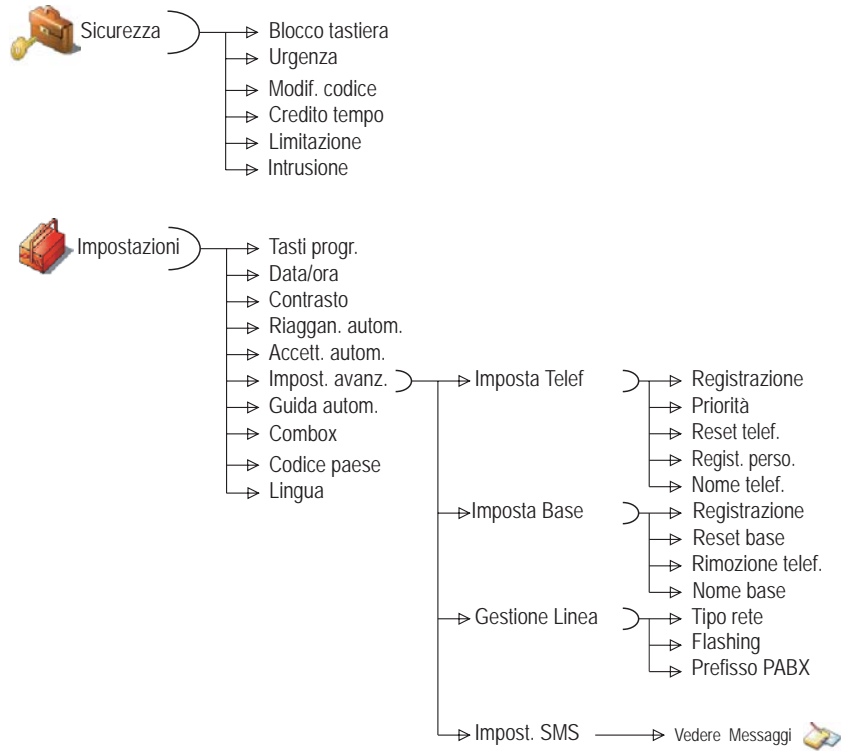 Sicurezza
Blocco tastiera
Urgenza
Modif. codice
Credito tempo
Limitazione
Intrusione
Impostazioni
Tasti progr.
Data/ora
Contrasto
Riaggan. autom.
Accett. autom.
Impost. avanz.
Guida autom.
Combox
Codice paese
Lingua
Imposta Telef
Registrazione
Priorità
Reset telef.
Regist. perso.
Nome telef.
Imposta Base
Registrazione
Reset base
Rimozione telef.
Nome base
Gestione Linea
Tipo rete
Flashing
Prefisso PABX
Impost. SMS
Vedere Messaggi